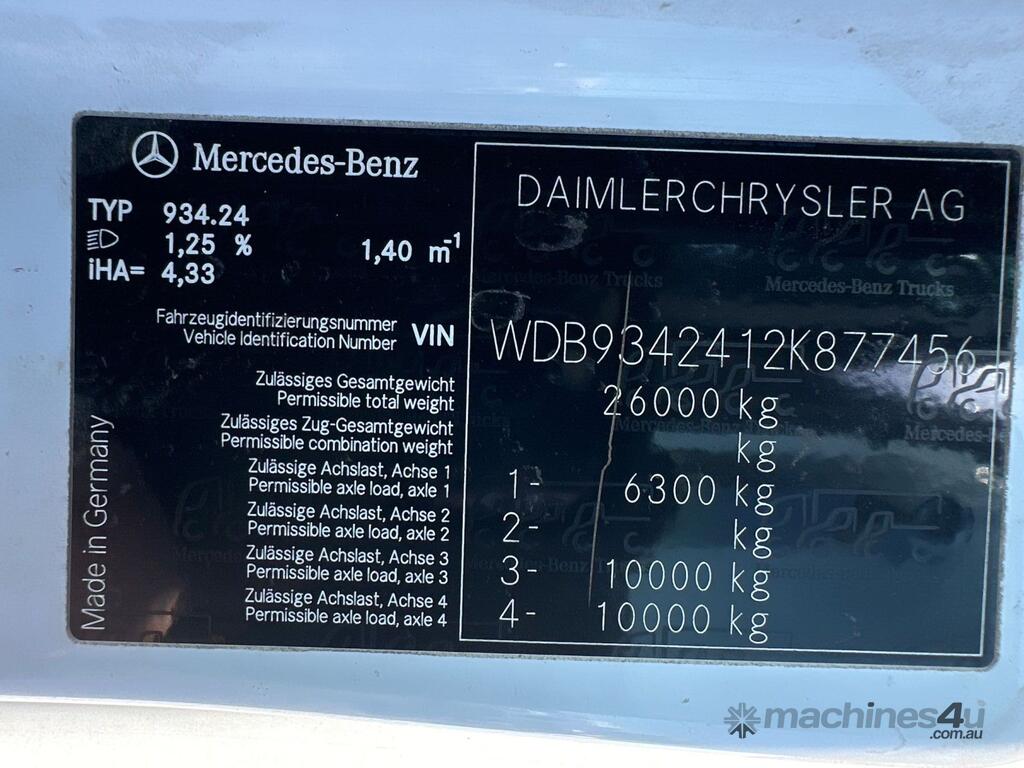 Mercedes-Benz
TYP 934.24
1,25 % 1,40 m-1
iHA= 4,33
DAIMLERCHRYSLER AG
Mercedes-Benz Trucks
Mercedes-Benz Trucks
Fahrzeugidentifizierungsnummer
Vehicle Identification Number
VIN WDB9342412K877456
Zulässiges Gesamtgewicht
Permissible total weight 26000 kg
Zulässiges Zug-Gesamtgewicht
Permissible combination weight kg
Zulässige Achslast, Achse 1
Permissible axle load, axle 1 1- 6300 kg
Zulässige Achslast, Achse 2
Permissible axle load, axle 2 2- kg
Zulässige Achslast, Achse 3
Permissible axle load, axle 3 3- 10000 kg
Zulässige Achslast, Achse 4
Permissible axle load, axle 4 4- 10000 kg
Made in Germany
machines4u
.com.au